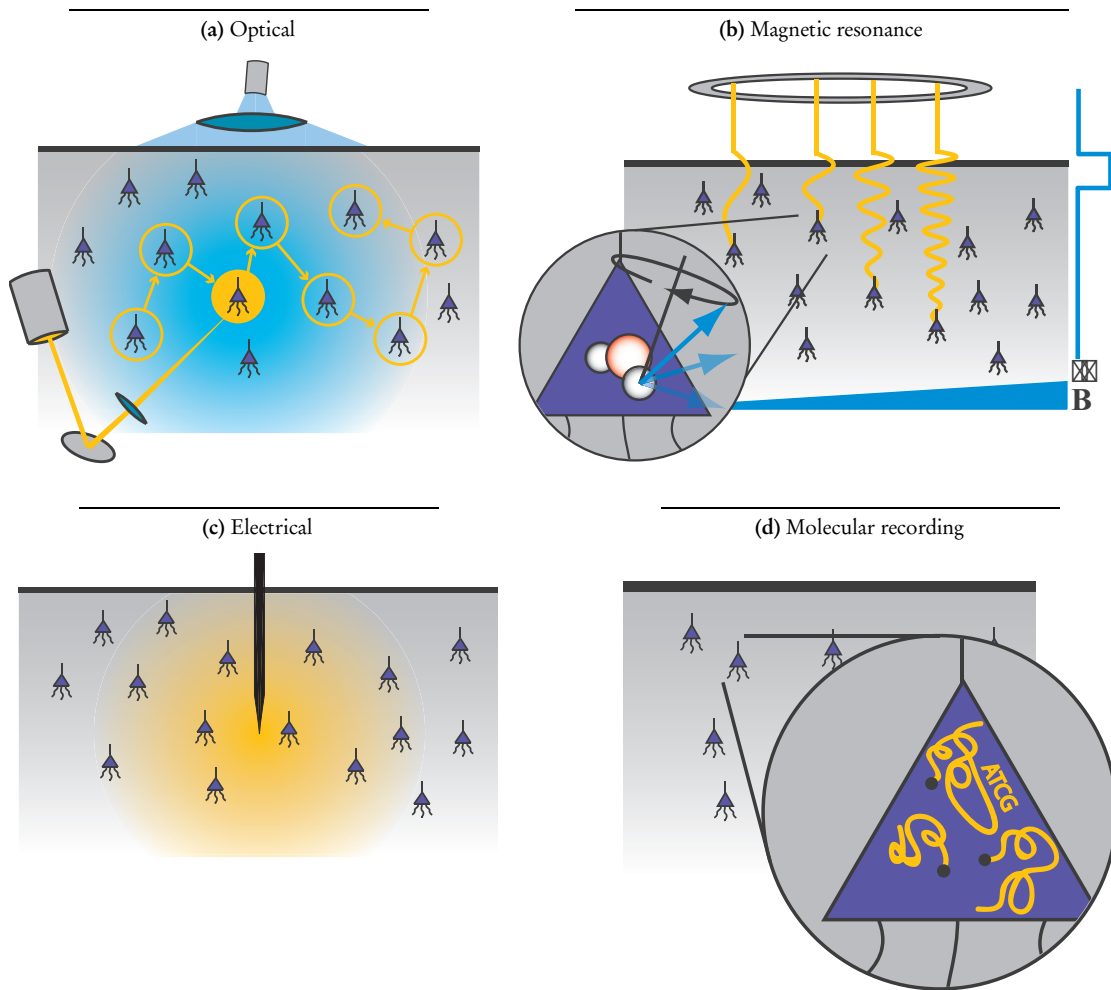 (a) Optical
(b) Magnetic resonance
B
(c) Electrical
(d) Molecular recording
ATCG